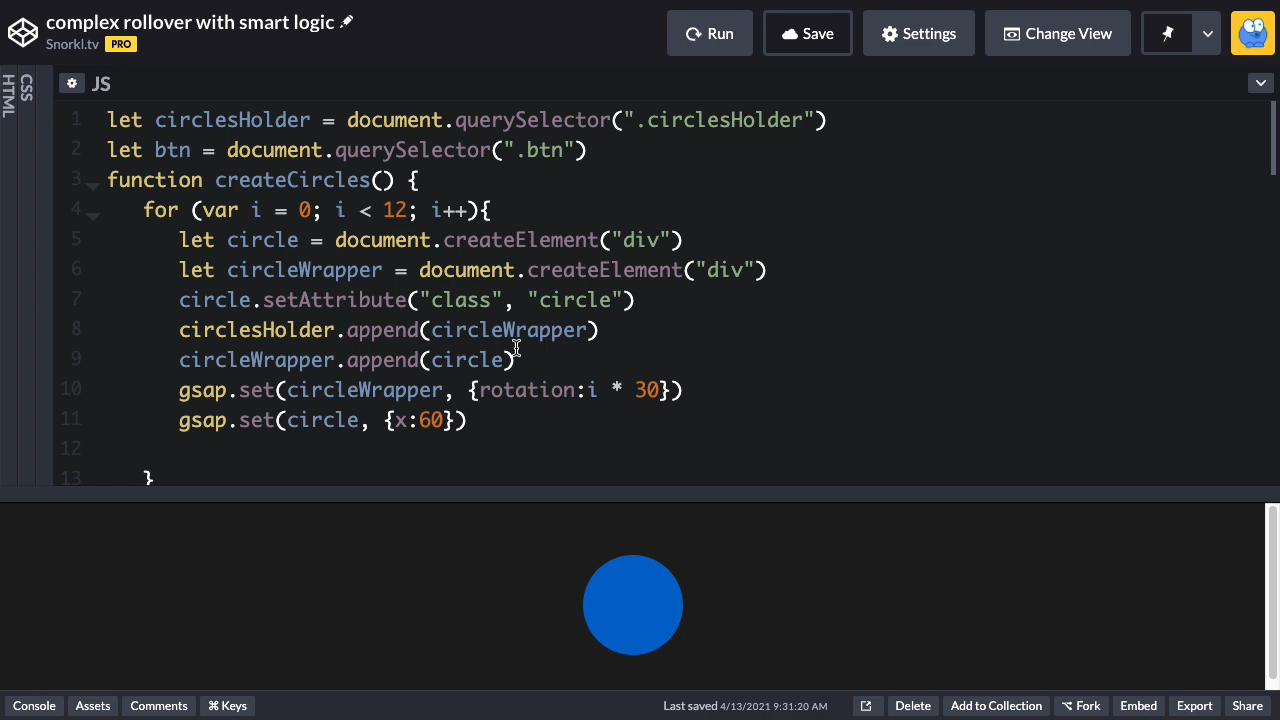 complex rollover with smart logic
Snorkl.tv PRO
Run
Save
Settings
Change View
HTML
CSS
JS
1 let circlesHolder = document.querySelector(".circlesHolder")
2 let btn = document.querySelector(".btn")
3 function createCircles() {
4 for (var i = 0; i < 12; i++){
5 let circle = document.createElement("div")
6 let circleWrapper = document.createElement("div")
7 circle.setAttribute("class", "circle")
8 circlesHolder.append(circleWrapper)
9 circleWrapper.append(circle)
10 gsap.set(circleWrapper, {rotation:i * 30})
11 gsap.set(circle, {x:60})
12
13 }
Console Assets Comments ⌘ Keys Last saved 4/13/2021 9:31:20 AM Delete Add to Collection ⌥ Fork Embed Export Share